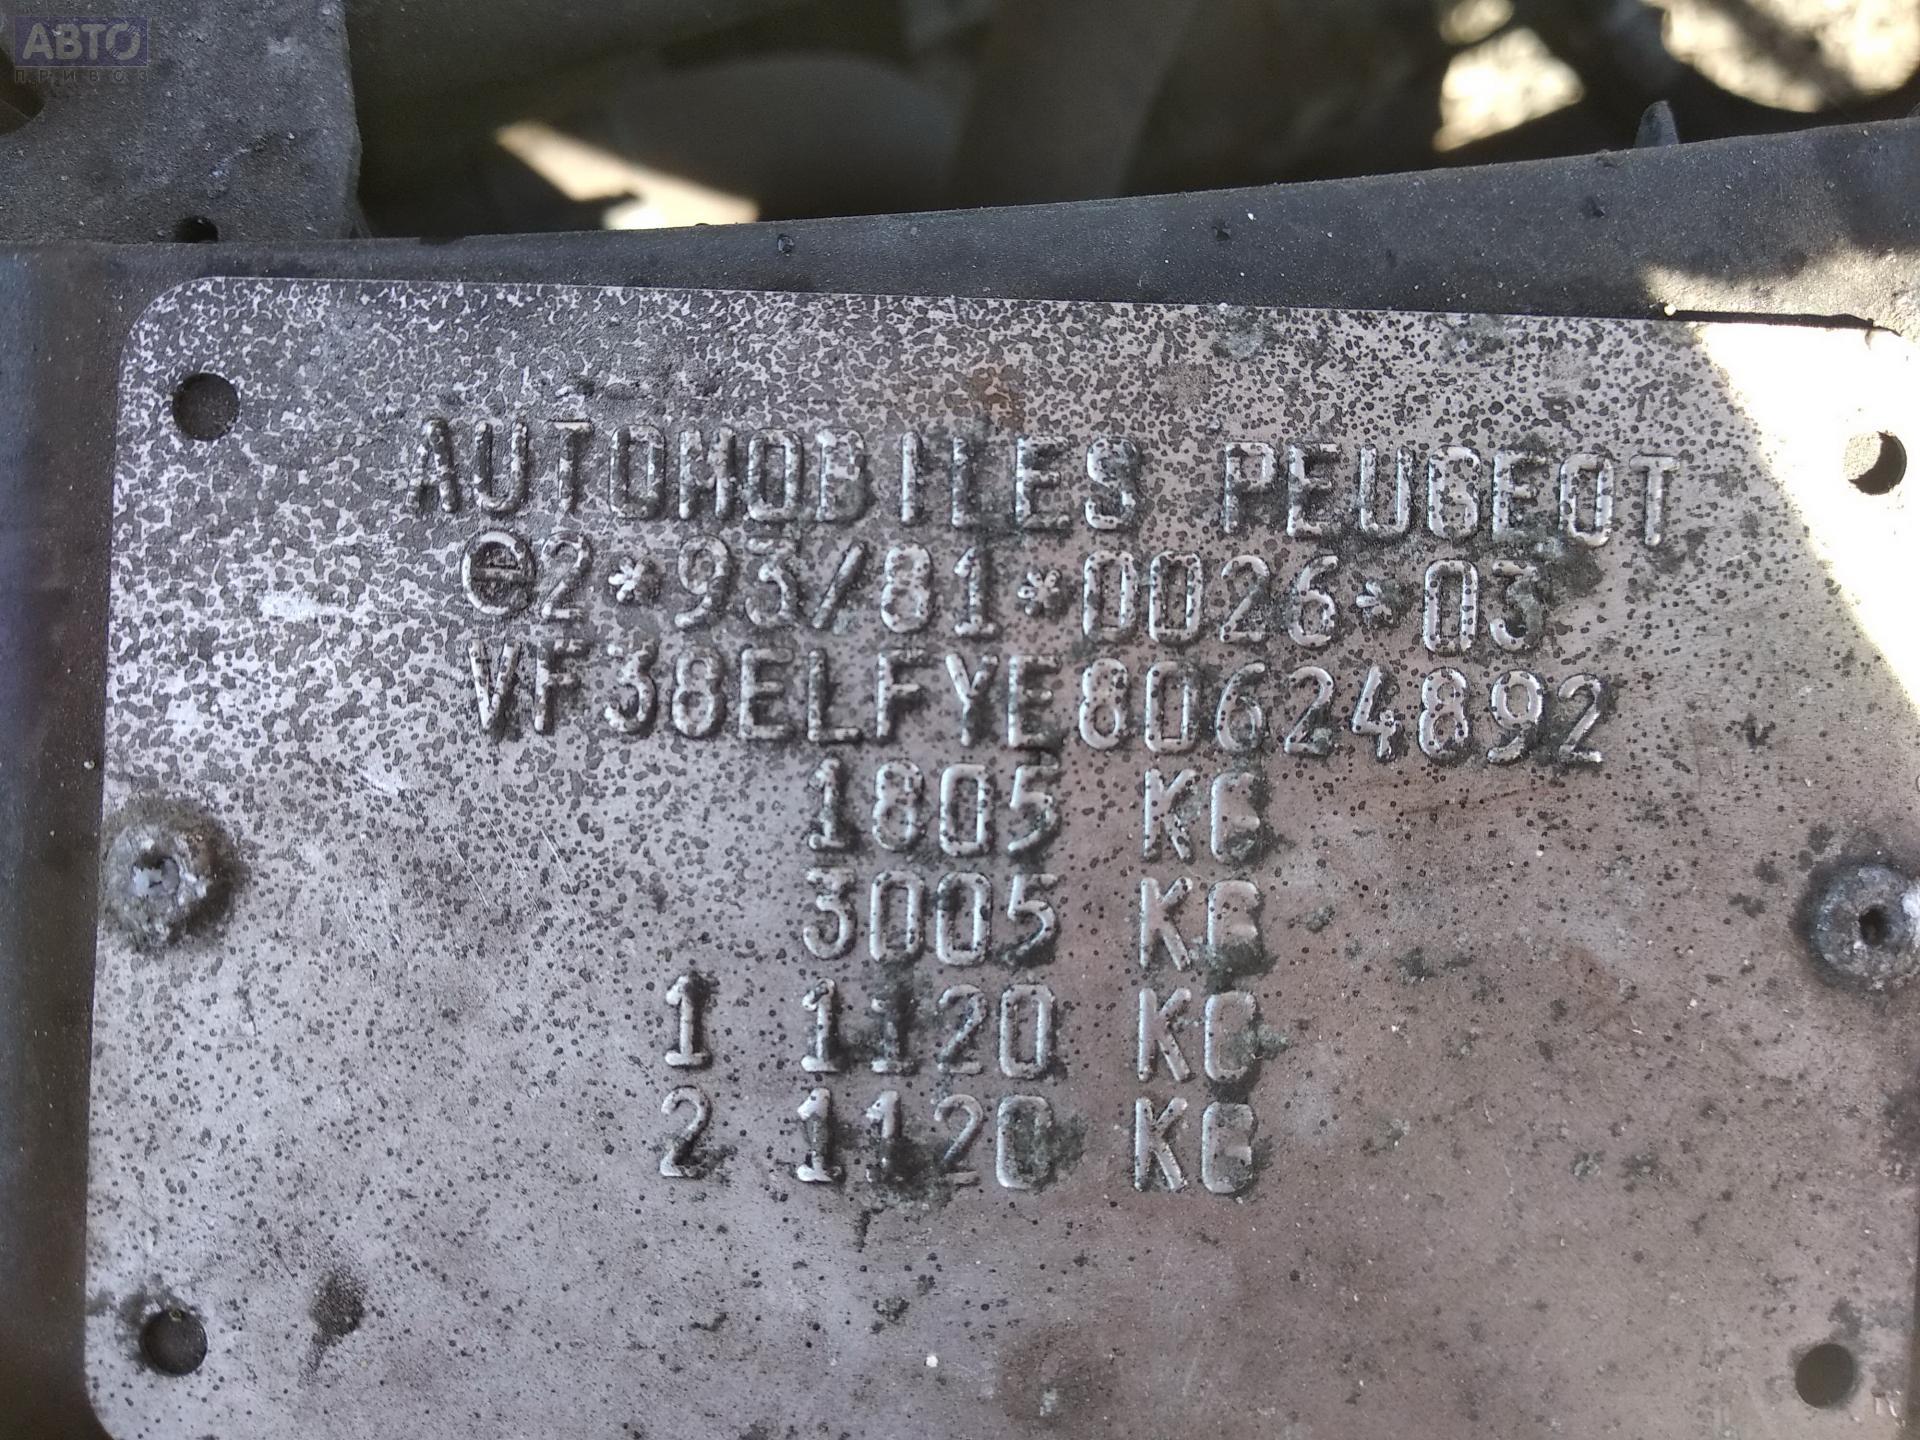 АВТО
ПРИВОЗ
AUTOMOBILES PEUGEOT
e2*93/81*0026*03
VF38ELFYE80624892
1805 KG
3005 KG
1 1120 KG
2 1120 KG